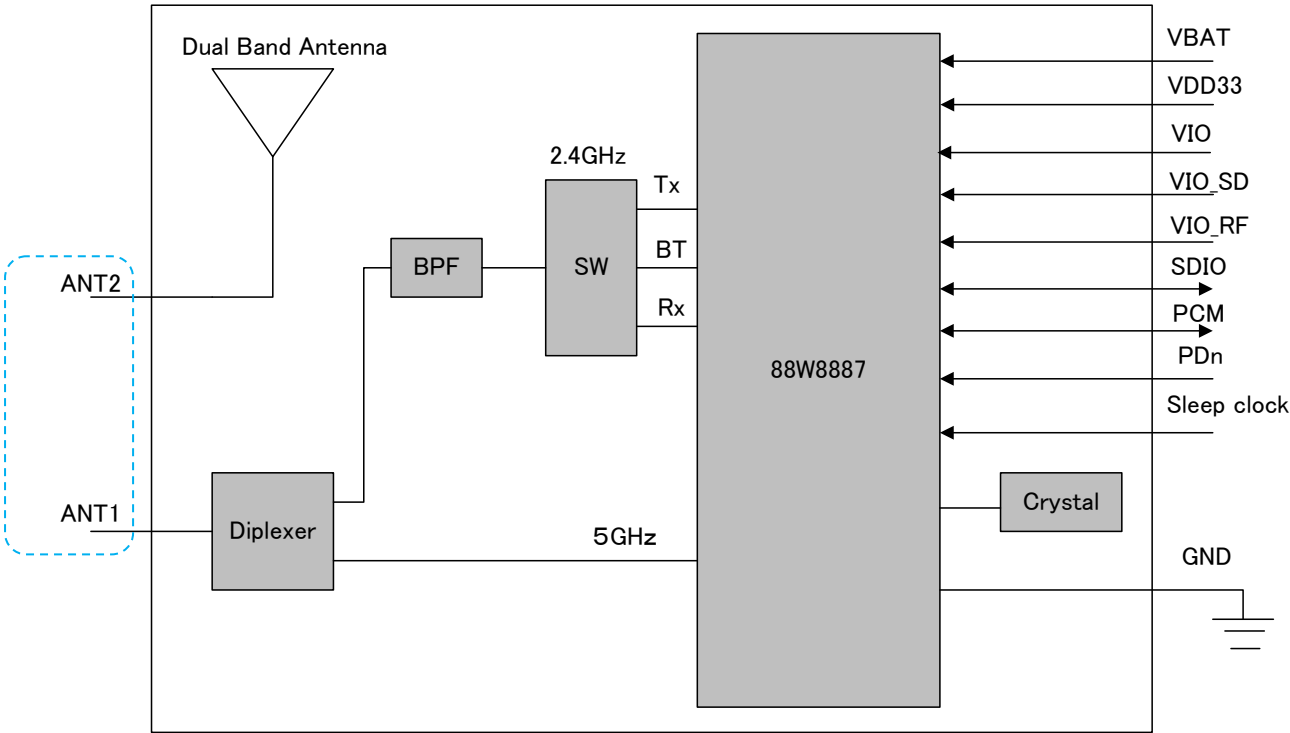 Dual Band Antenna
VBAT
VDD33
VIO
VIO_SD
VIO_RF
SDIO
PCM
PDn
Sleep clock
2.4GHz
Tx
BT
Rx
SW
BPF
ANT2
88W8887
ANT1
Diplexer
5GHz
Crystal
GND